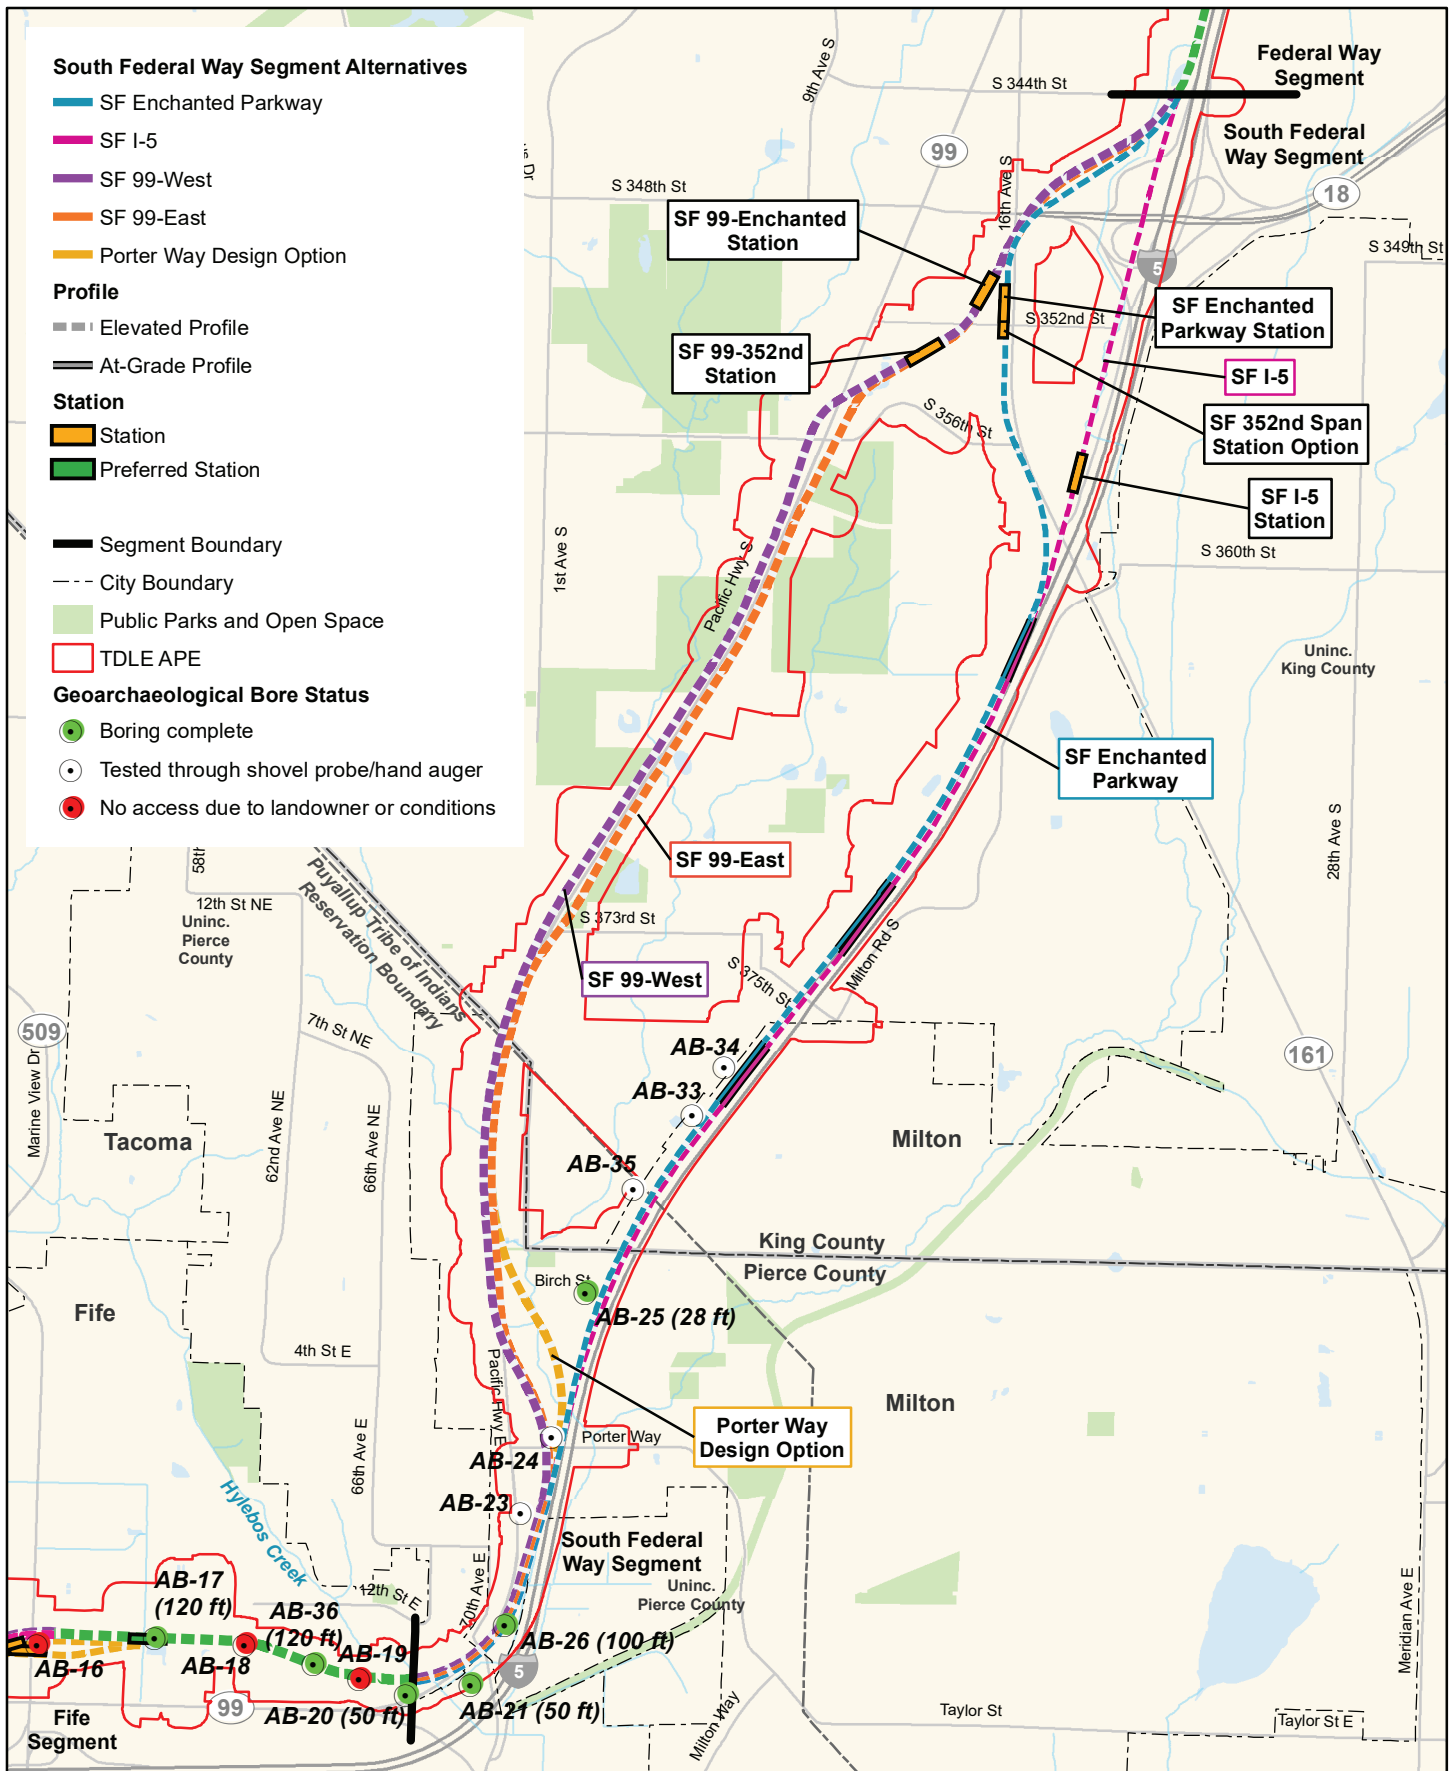 South Federal Way Segment Alternatives
SF Enchanted Parkway
SF I-5
SF 99-West
SF 99-East
Porter Way Design Option
Profile
Elevated Profile
At-Grade Profile
Station
Station
Preferred Station
Segment Boundary
City Boundary
Public Parks and Open Space
TDLE APE
Geoarchaeological Bore Status
Boring complete
Tested through shovel probe/hand auger
No access due to landowner or conditions
Federal Way
Segment
S 344th St
9th Ave S
South Federal
Way Segment
99
16th Ave S
18
S 348th St
SF 99-Enchanted
Station
S 349th St
5
SF Enchanted
Parkway Station
S 352nd St
SF 99-352nd
Station
SF I-5
SF 352nd Span
Station Option
S 356th St
SF I-5
Station
S 360th St
1st Ave S
Pacific Hwy S
Uninc.
King County
SF Enchanted
Parkway
28th Ave S
SF 99-East
58th
12th St NE
Uninc.
Pierce
County
Puyallup Tribe of Indians
Reservation Boundary
S 373rd St
SF 99-West
S 375th St
Milton Rd S
509
7th St NE
Marine View Dr
AB-34
AB-33
161
Tacoma
62nd Ave NE
66th Ave NE
Milton
AB-35
King County
Pierce County
Birch St
AB-25 (28 ft)
Fife
4th St E
Pacific Hwy E
Milton
Porter Way
Design Option
Porter Way
66th Ave E
AB-24
AB-23
Hylebos Creek
South Federal
Way Segment
Uninc.
Pierce County
70th Ave E
12th St E
AB-17
(120 ft)
AB-36
(120 ft)
AB-19
AB-26 (100 ft)
AB-16
AB-18
5
99
AB-20 (50 ft)
AB-21 (50 ft)
Fife
Segment
Milton Way
Taylor St
Taylor St E
Meridian Ave E